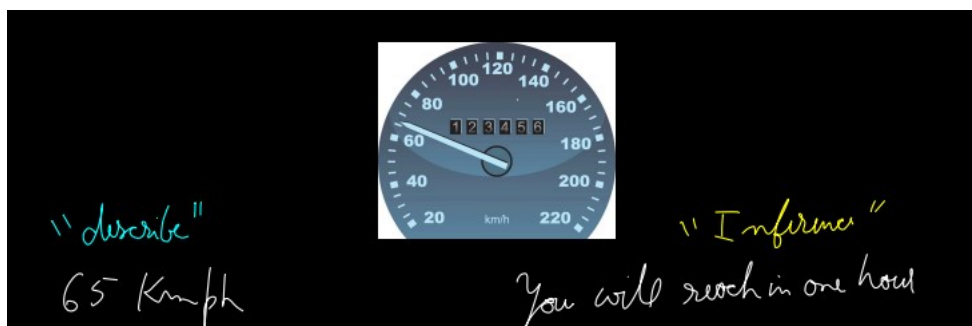 120
100 140
80 160
1 2 3 4 5 6
60 180
40 200
20 km/h 220
"describe" "Inference"
65 Kmph You will reach in one hour